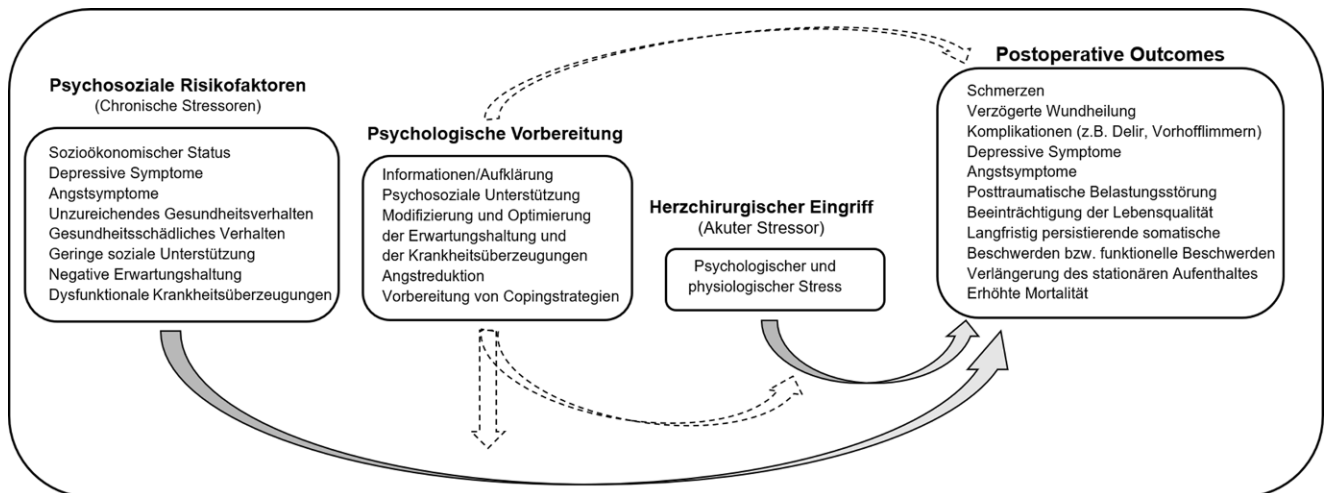 Psychosoziale Risikofaktoren
(Chronische Stressoren)
Sozioökonomischer Status
Depressive Symptome
Angstsymptome
Unzureichendes Gesundheitsverhalten
Gesundheitsschädliches Verhalten
Geringe soziale Unterstützung
Negative Erwartungshaltung
Dysfunktionale Krankheitsüberzeugungen
Psychologische Vorbereitung
Informationen/Aufklärung
Psychosoziale Unterstützung
Modifizierung und Optimierung
der Erwartungshaltung und
der Krankheitsüberzeugungen
Angstreduktion
Vorbereitung von Copingstrategien
Herzchirurgischer Eingriff
(Akuter Stressor)
Psychologischer und
physiologischer Stress
Postoperative Outcomes
Schmerzen
Verzögerte Wundheilung
Komplikationen (z.B. Delir, Vorhofflimmern)
Depressive Symptome
Angstsymptome
Posttraumatische Belastungsstörung
Beeinträchtigung der Lebensqualität
Langfristig persistierende somatische
Beschwerden bzw. funktionelle Beschwerden
Verlängerung des stationären Aufenthaltes
Erhöhte Mortalität